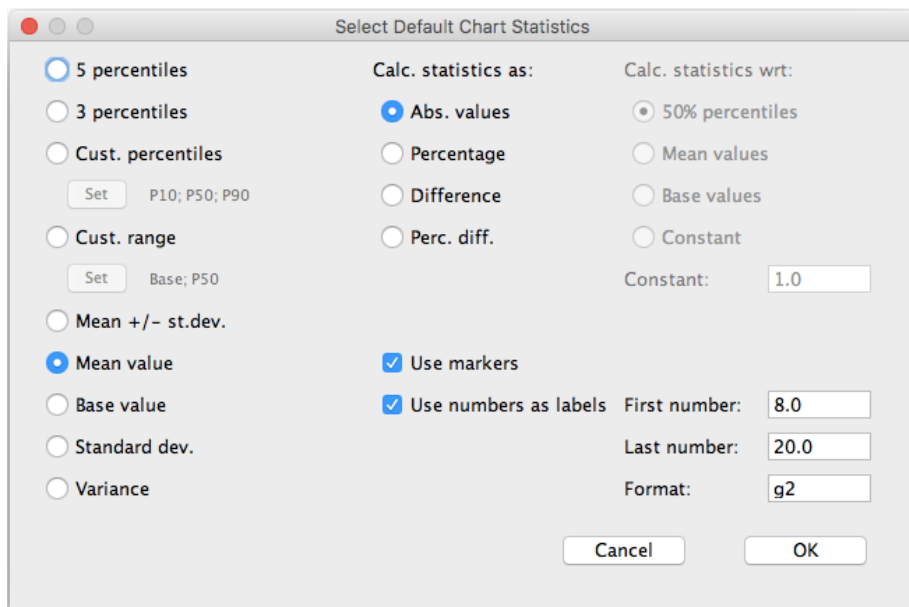 Select Default Chart Statistics
5 percentiles Calc. statistics as: Calc. statistics wrt:
3 percentiles Abs. values 50% percentiles
Cust. percentiles Percentage Mean values
Set P10; P50; P90 Difference Base values
Cust. range Perc. diff. Constant
Set Base; P50 Constant: 1.0
Mean +/- st.dev.
Mean value Use markers
Base value Use numbers as labels First number: 8.0
Standard dev. Last number: 20.0
Variance Format: g2
Cancel OK